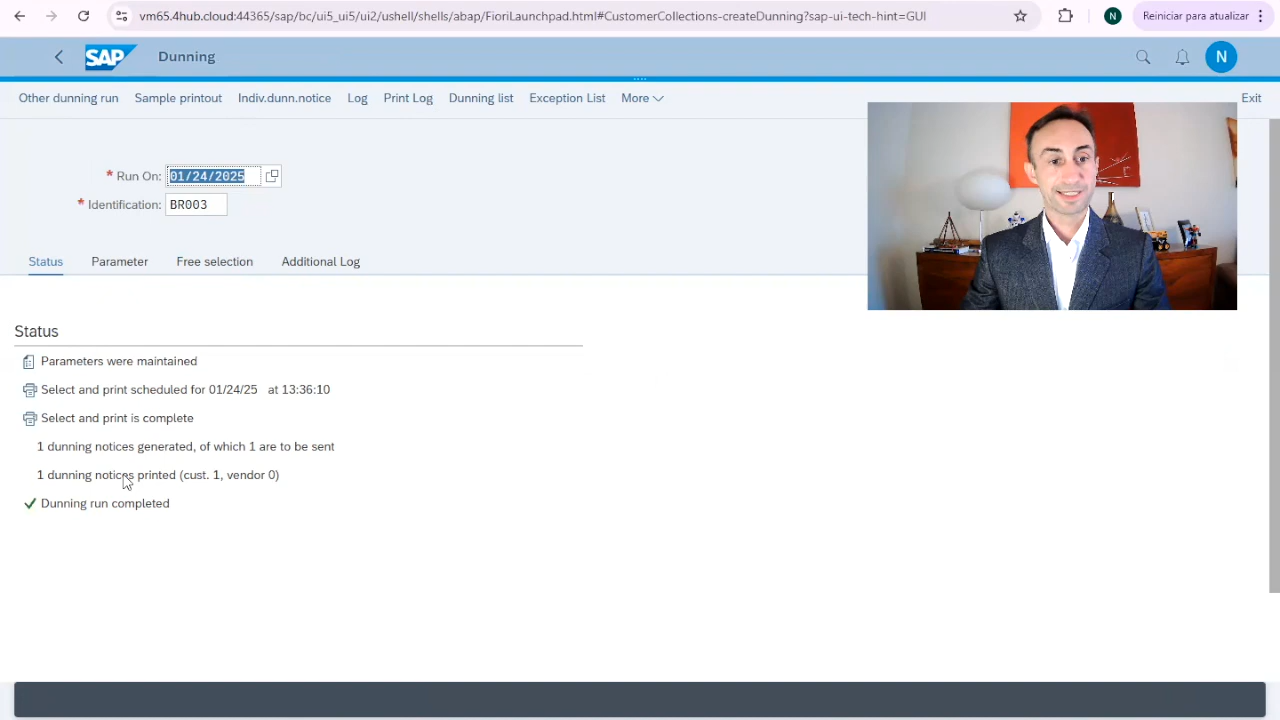 vm65.4hub.cloud:44365/sap/bc/ui5_ui5/ui2/ushell/shells/abap/FioriLaunchpad.html#CustomerCollections-createDunning?sap-ui-tech-hint=GUI
N
Reiniciar para atualizar
SAP
Dunning
N
Other dunning run
Sample printout
Indiv.dunn.notice
Log
Print Log
Dunning list
Exception List
More
Exit
* Run On: 01/24/2025
* Identification: BR003
Status
Parameter
Free selection
Additional Log
Status
Parameters were maintained
Select and print scheduled for 01/24/25 at 13:36:10
Select and print is complete
1 dunning notices generated, of which 1 are to be sent
1 dunning notices printed (cust. 1, vendor 0)
Dunning run completed